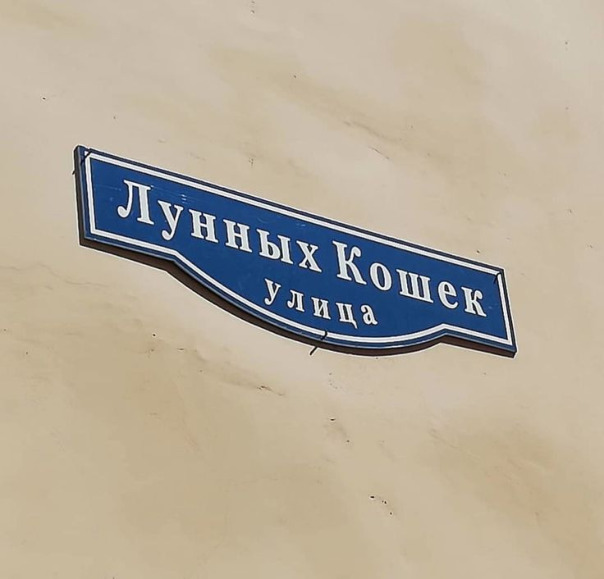 Лунных Кошек
улица